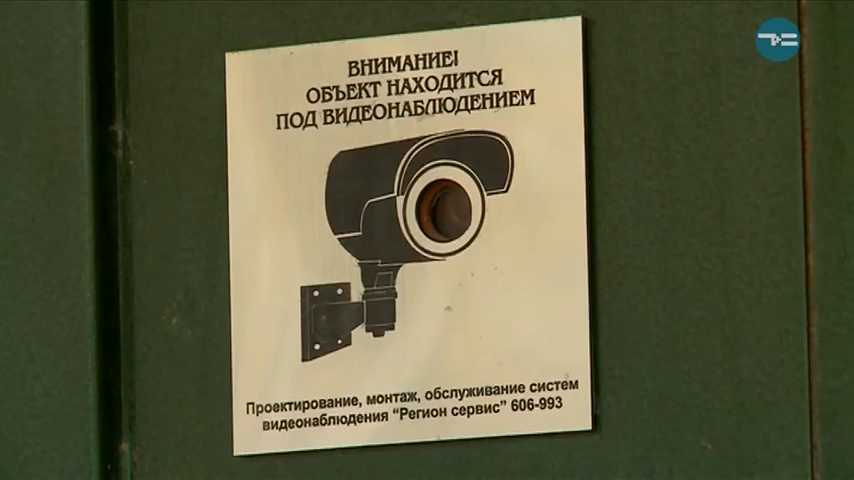 ВНИМАНИЕ!
ОБЪЕКТ НАХОДИТСЯ
ПОД ВИДЕОНАБЛЮДЕНИЕМ
Проектирование, монтаж, обслуживание систем
видеонаблюдения “Регион сервис” 606-993